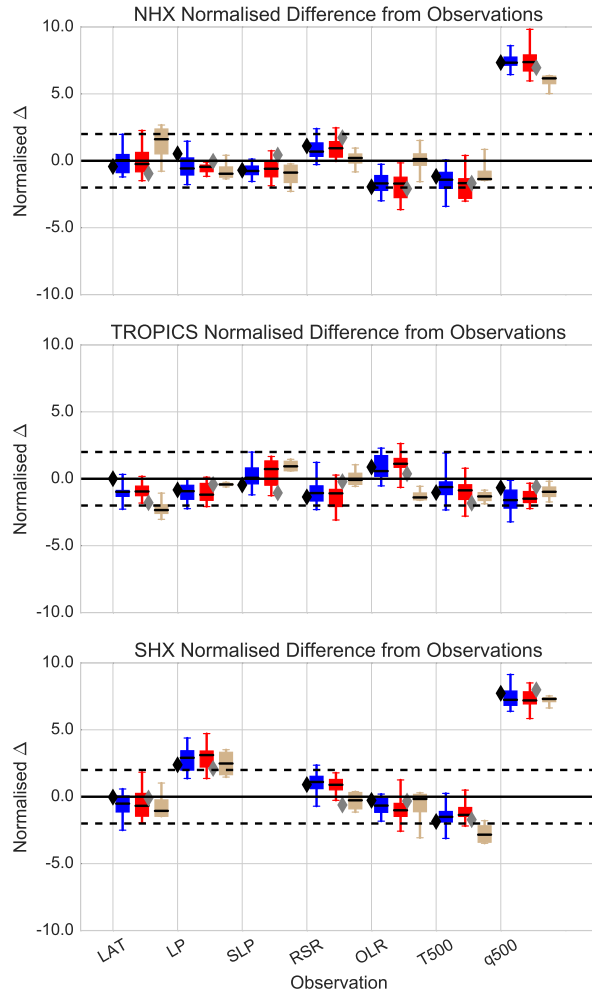 NHX Normalised Difference from Observations
10.0
5.0
0.0
-5.0
-10.0
Normalised Δ
TROPICS Normalised Difference from Observations
10.0
5.0
0.0
-5.0
-10.0
Normalised Δ
SHX Normalised Difference from Observations
10.0
5.0
0.0
-5.0
-10.0
Normalised Δ
LAT LP SLP RSR OLR T500 q500
Observation